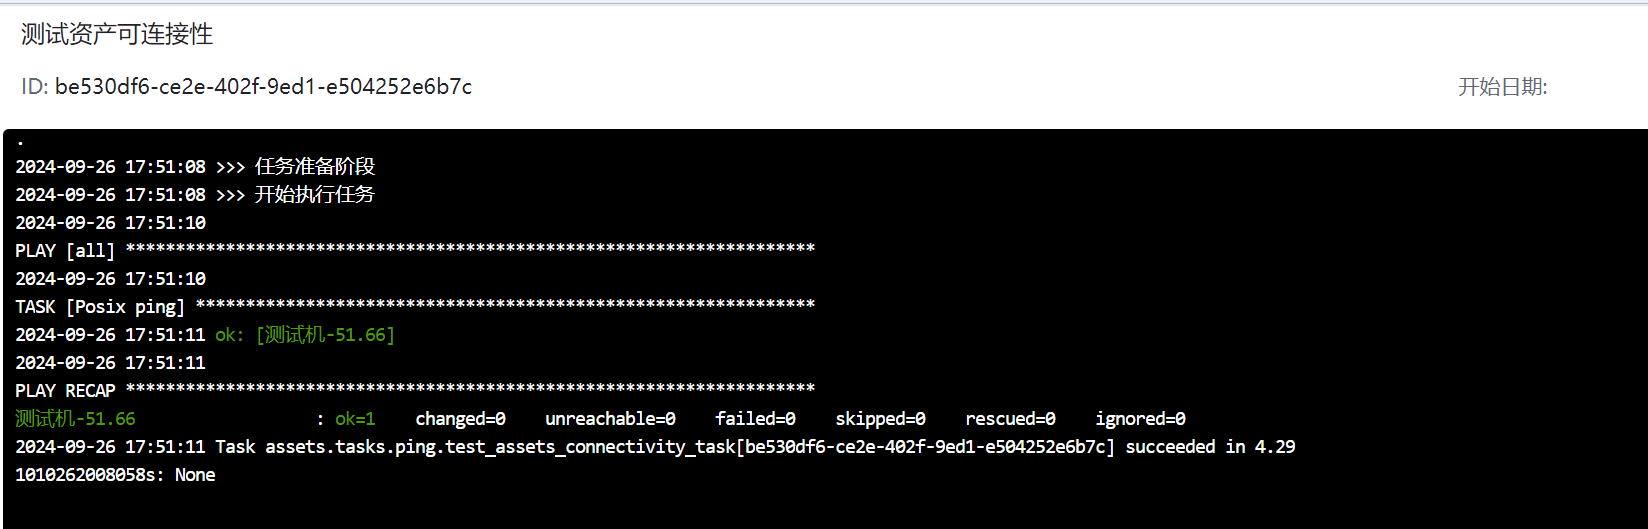 测试资产可连接性
ID: be530df6-ce2e-402f-9ed1-e504252e6b7c 开始日期:
.
2024-09-26 17:51:08 >>> 任务准备阶段
2024-09-26 17:51:08 >>> 开始执行任务
2024-09-26 17:51:10
PLAY [all] *********************************************************************
2024-09-26 17:51:10
TASK [Posix ping] **************************************************************
2024-09-26 17:51:11 ok: [测试机-51.66]
2024-09-26 17:51:11
PLAY RECAP *********************************************************************
测试机-51.66 : ok=1 changed=0 unreachable=0 failed=0 skipped=0 rescued=0 ignored=0
2024-09-26 17:51:11 Task assets.tasks.ping.test_assets_connectivity_task[be530df6-ce2e-402f-9ed1-e504252e6b7c] succeeded in 4.29
1010262008058s: None